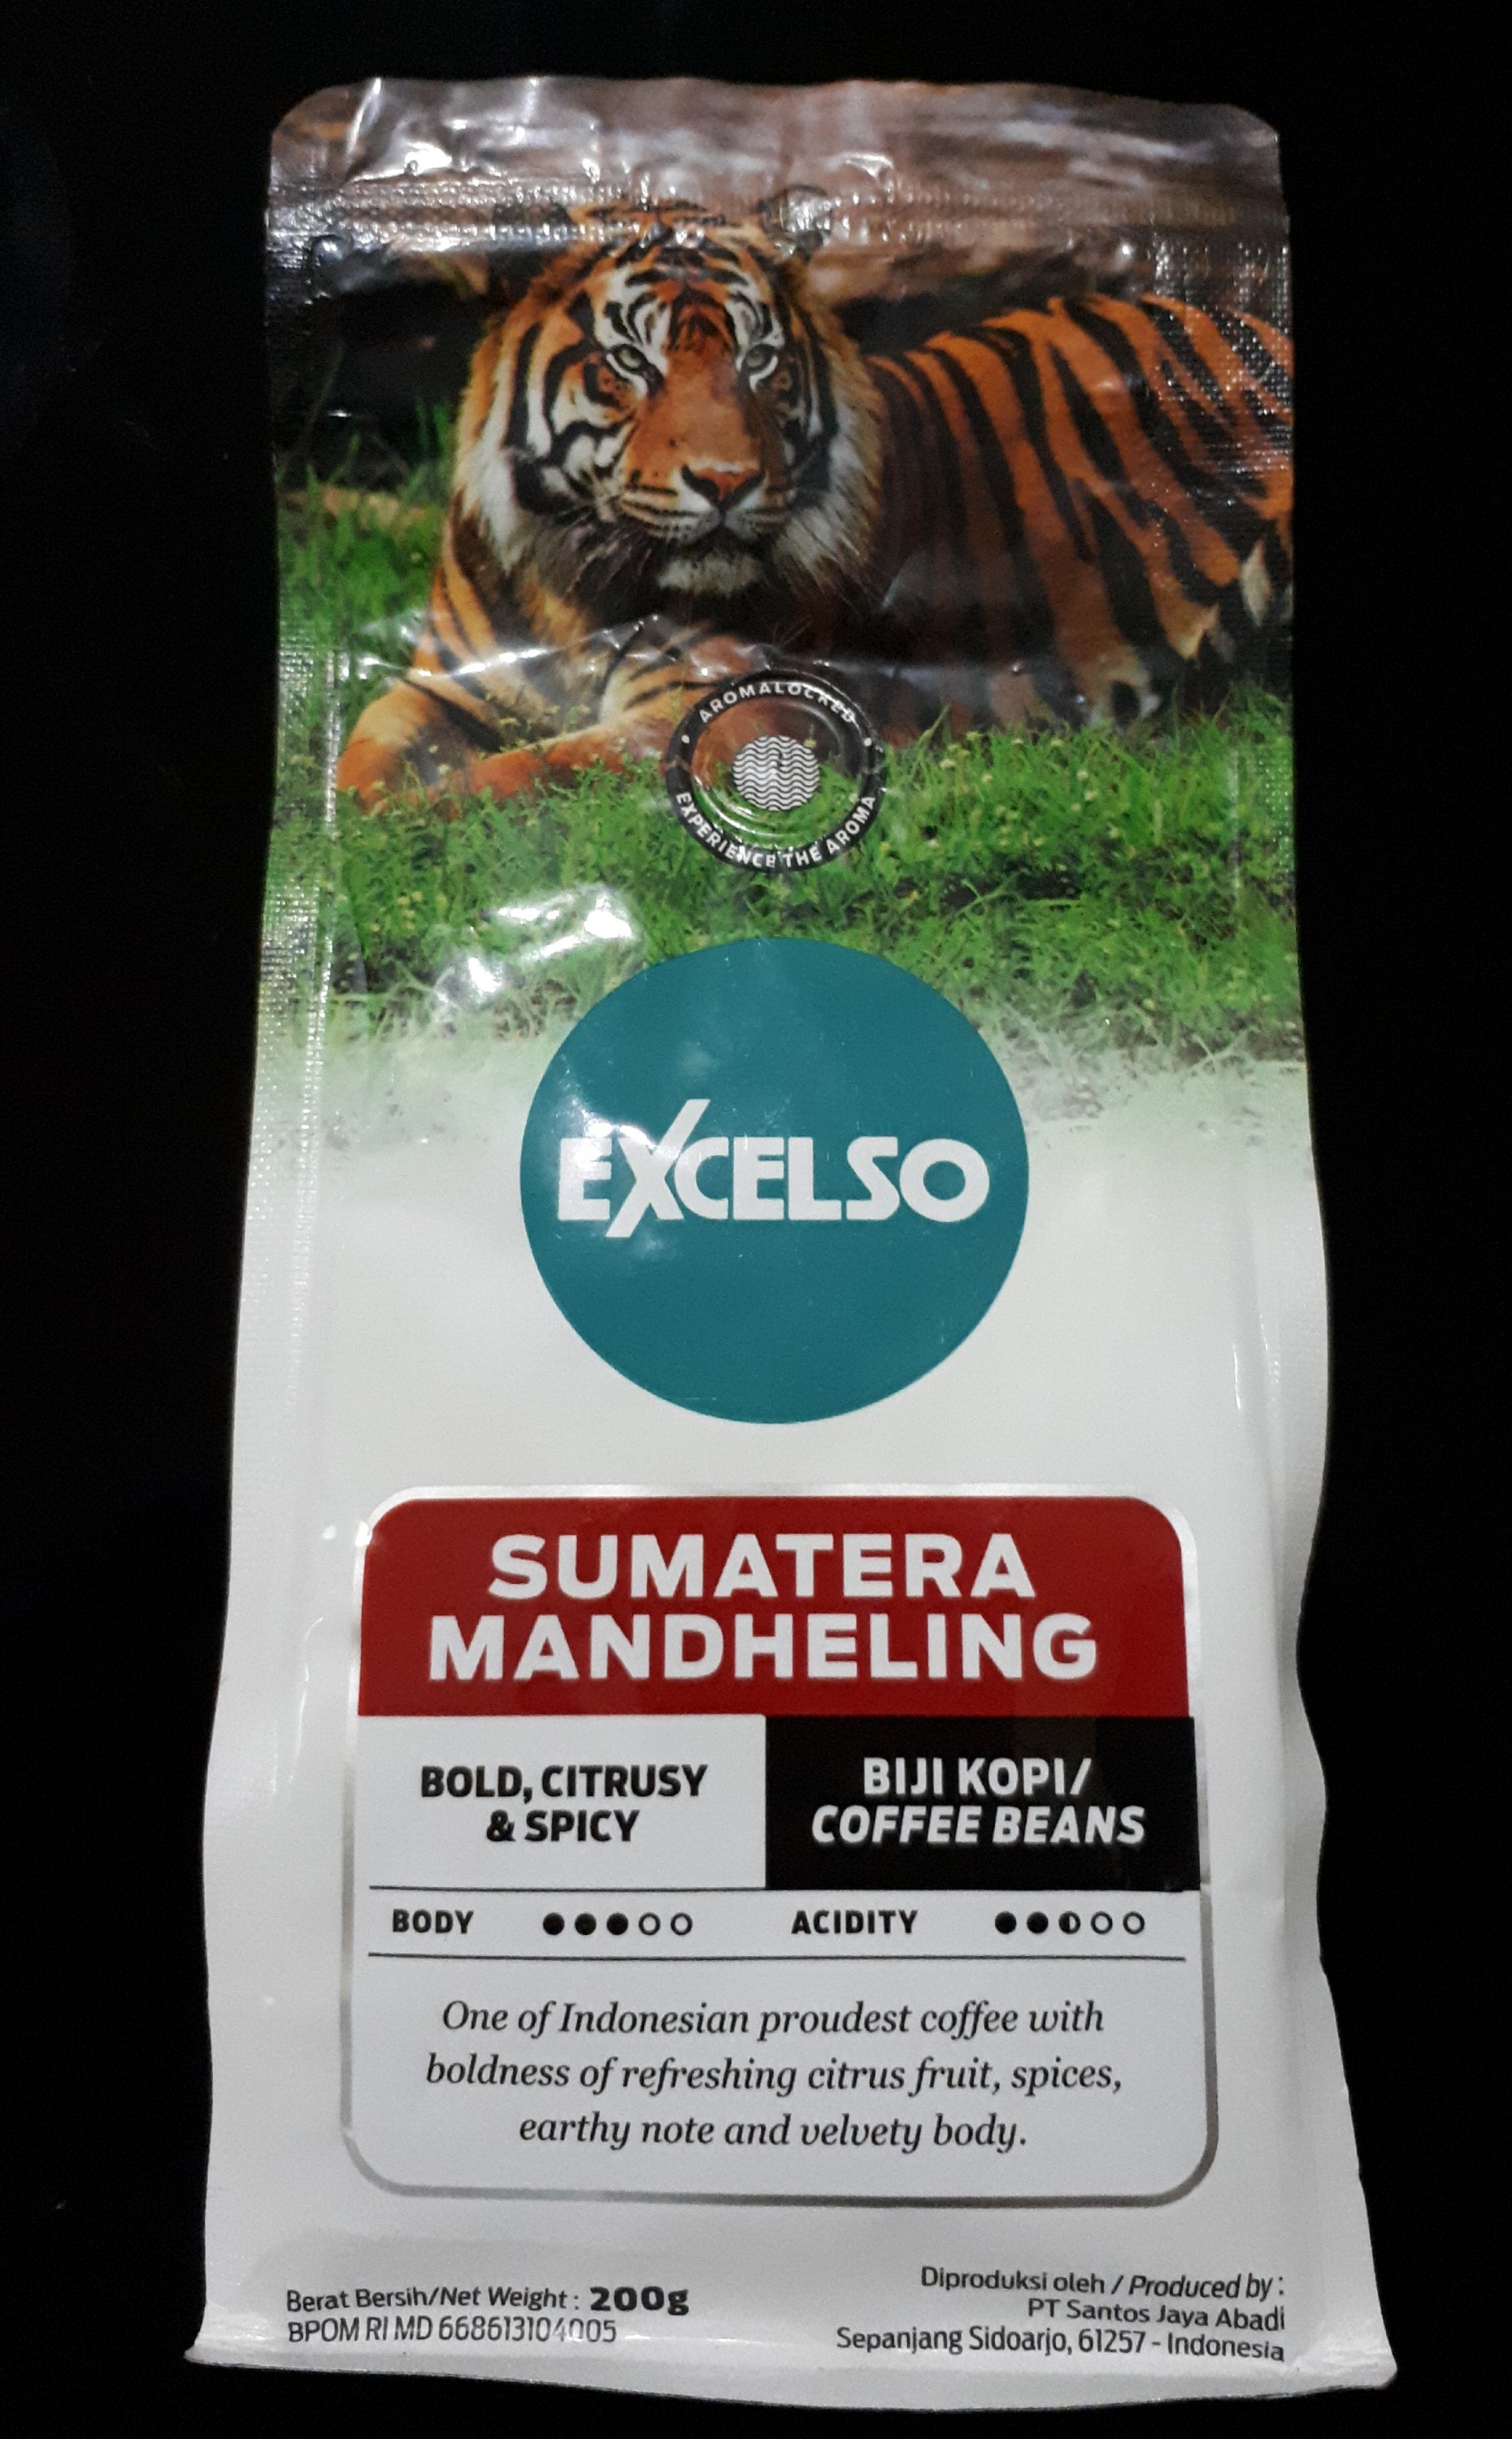 AROMALOCKED
EXPERIENCE THE AROMA
EXCELSO
SUMATERA
MANDHELING
BOLD, CITRUSY
& SPICY
BIJI KOPI/
COFFEE BEANS
BODY
ACIDITY
One of Indonesian proudest coffee with
boldness of refreshing citrus fruit, spices,
earthy note and velvety body.
Berat Bersih/Net Weight : 200g
BPOM RI MD 668613104005
Diproduksi oleh / Produced by :
PT Santos Jaya Abadi
Sepanjang Sidoarjo, 61257 - Indonesia